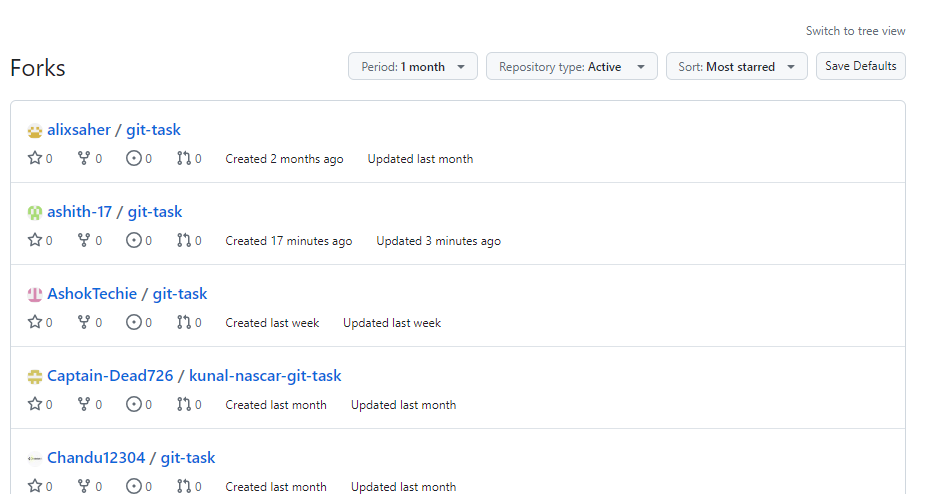 Switch to tree view
Forks
Period: 1 month
Repository type: Active
Sort: Most starred
Save Defaults
alixsaher / git-task
0 0 0 0 Created 2 months ago Updated last month
ashith-17 / git-task
0 0 0 0 Created 17 minutes ago Updated 3 minutes ago
AshokTechie / git-task
0 0 0 0 Created last week Updated last week
Captain-Dead726 / kunal-nascar-git-task
0 0 0 0 Created last month Updated last month
Chandu12304 / git-task
0 0 0 0 Created last month Updated last month